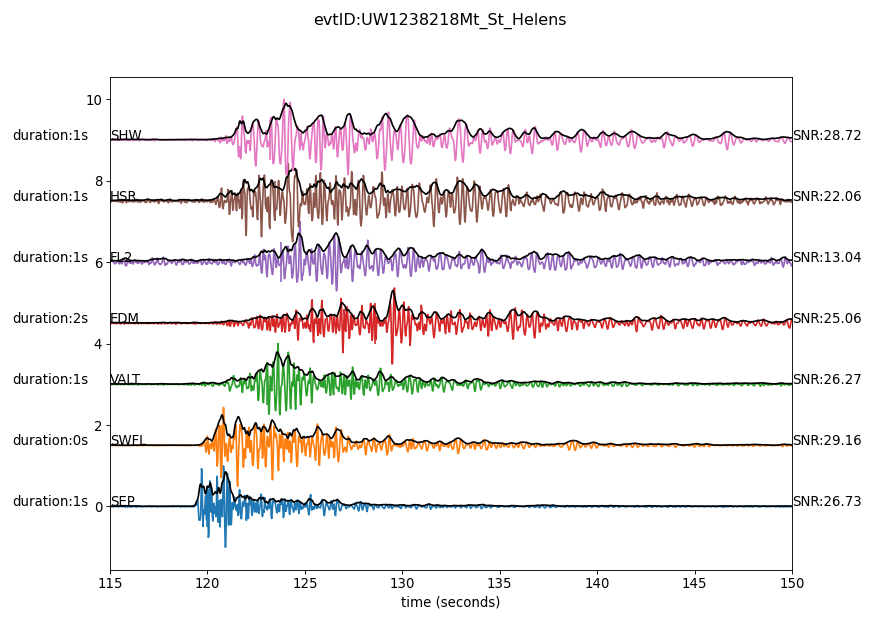 evtID:UW1238218Mt_St_Helens
10
duration:1s SHW SNR:28.72
8
duration:1s HSR SNR:22.06
duration:1s FL2 SNR:13.04
6
duration:2s EDM SNR:25.06
4
duration:1s VALT SNR:26.27
2
duration:0s SWFL SNR:29.16
duration:1s SEP SNR:26.73
0
115 120 125 130 135 140 145 150
time (seconds)